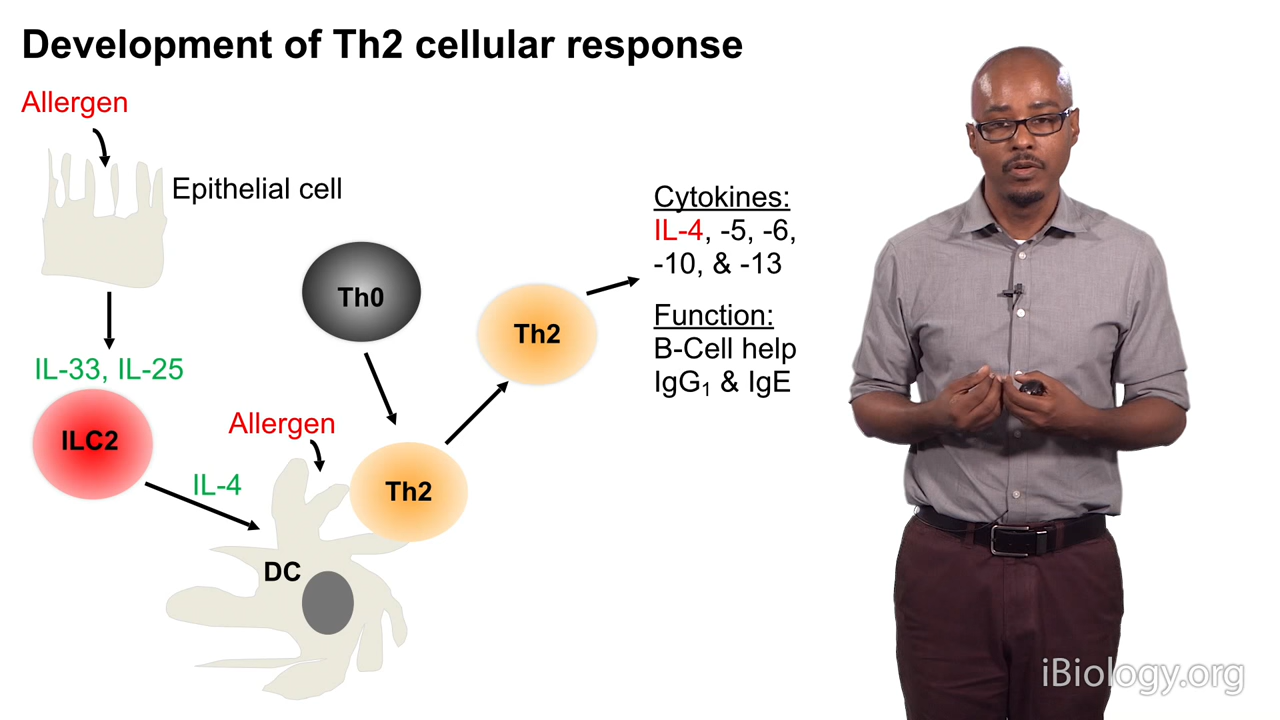 Development of Th2 cellular response
Allergen
Epithelial cell
IL-33, IL-25
ILC2
IL-4
Allergen
DC
Th0
Th2
Th2
Cytokines:
IL-4, -5, -6,
-10, & -13
Function:
B-Cell help
IgG₁ & IgE
iBiology.org